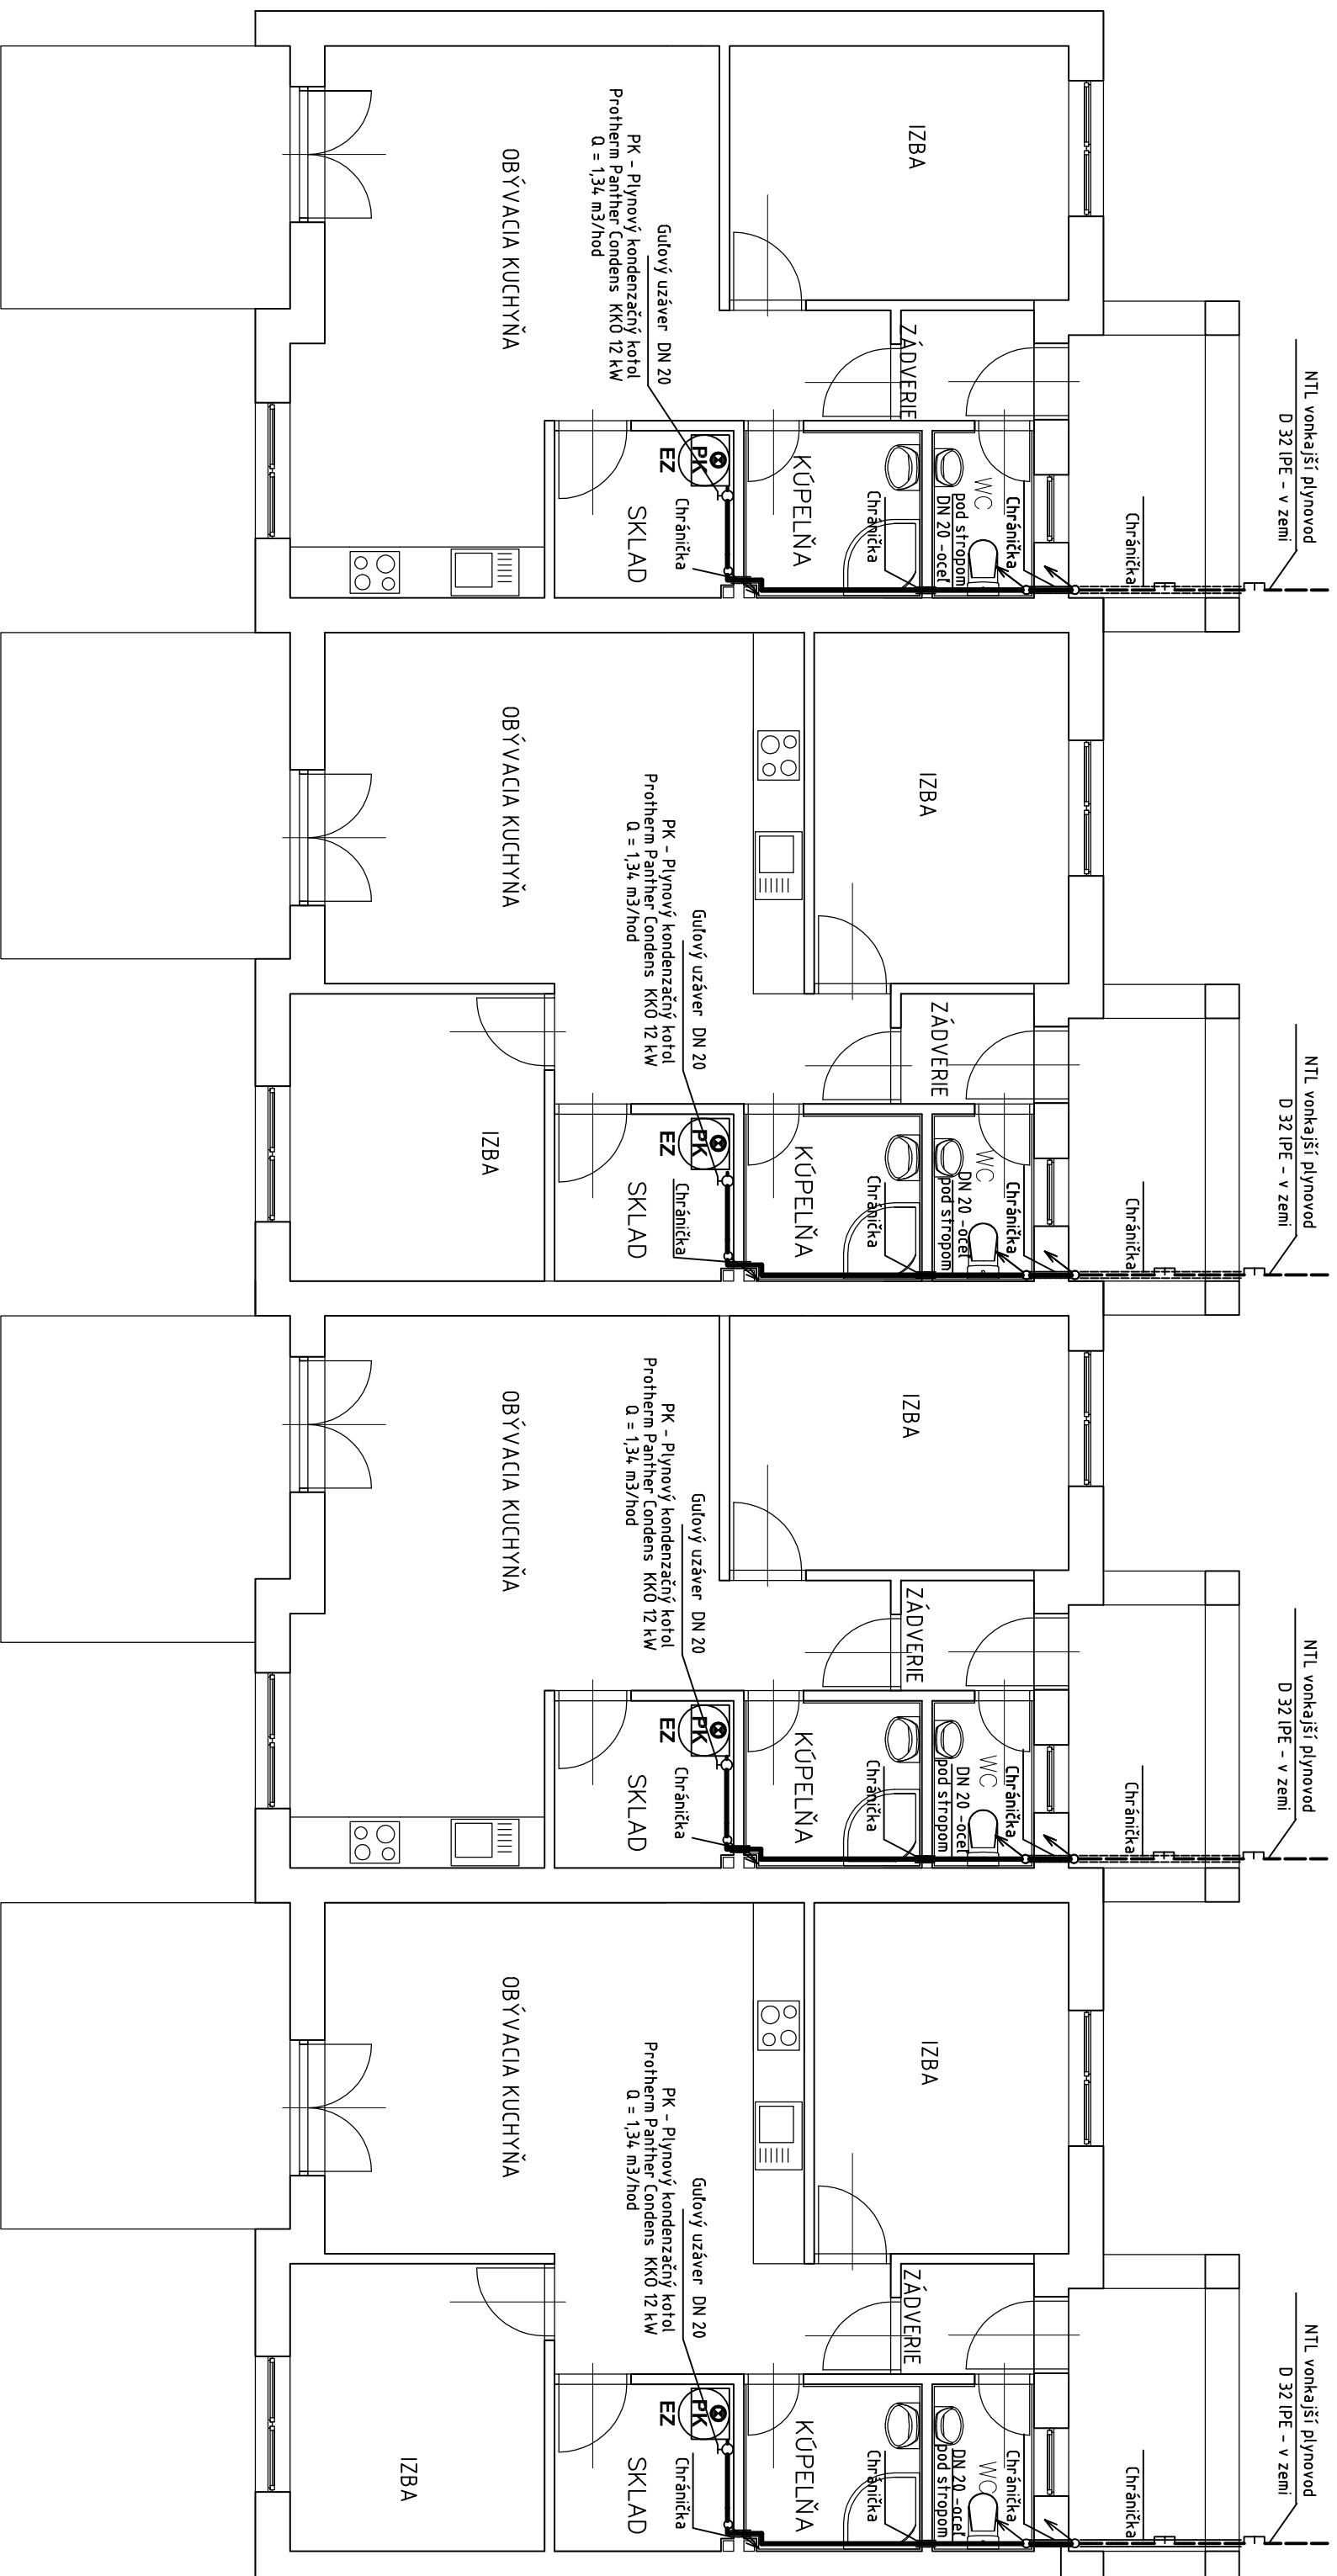 NTL vonkajší plynovod
D 32 lPE - v zemi
Chránička
IZBA
ZÁDVERIE
WC
Chránička
pod stropom
DN 20 -oceľ
Chránička
KÚPELŇA
Guľový uzáver DN 20
PK - Plynový kondenzačný kotol
Protherm Panther Condens KKO 12 kW
Q = 1,34 m3/hod
PK
EZ
Chránička
SKLAD
OBÝVACIA KUCHYŇA
NTL vonkajší plynovod
D 32 lPE - v zemi
Chránička
IZBA
ZÁDVERIE
WC
Chránička
DN 20 -oceľ
pod stropom
Chránička
KÚPELŇA
Guľový uzáver DN 20
PK - Plynový kondenzačný kotol
Protherm Panther Condens KKO 12 kW
Q = 1,34 m3/hod
PK
EZ
Chránička
SKLAD
OBÝVACIA KUCHYŇA
IZBA
NTL vonkajší plynovod
D 32 lPE - v zemi
Chránička
IZBA
ZÁDVERIE
WC
Chránička
DN 20 -oceľ
pod stropom
Chránička
KÚPELŇA
Guľový uzáver DN 20
PK - Plynový kondenzačný kotol
Protherm Panther Condens KKO 12 kW
Q = 1,34 m3/hod
PK
EZ
Chránička
SKLAD
OBÝVACIA KUCHYŇA
NTL vonkajší plynovod
D 32 lPE - v zemi
Chránička
IZBA
ZÁDVERIE
WC
Chránička
DN 20 -oceľ
pod stropom
Chránička
KÚPELŇA
Guľový uzáver DN 20
PK - Plynový kondenzačný kotol
Protherm Panther Condens KKO 12 kW
Q = 1,34 m3/hod
PK
EZ
Chránička
SKLAD
OBÝVACIA KUCHYŇA
IZBA